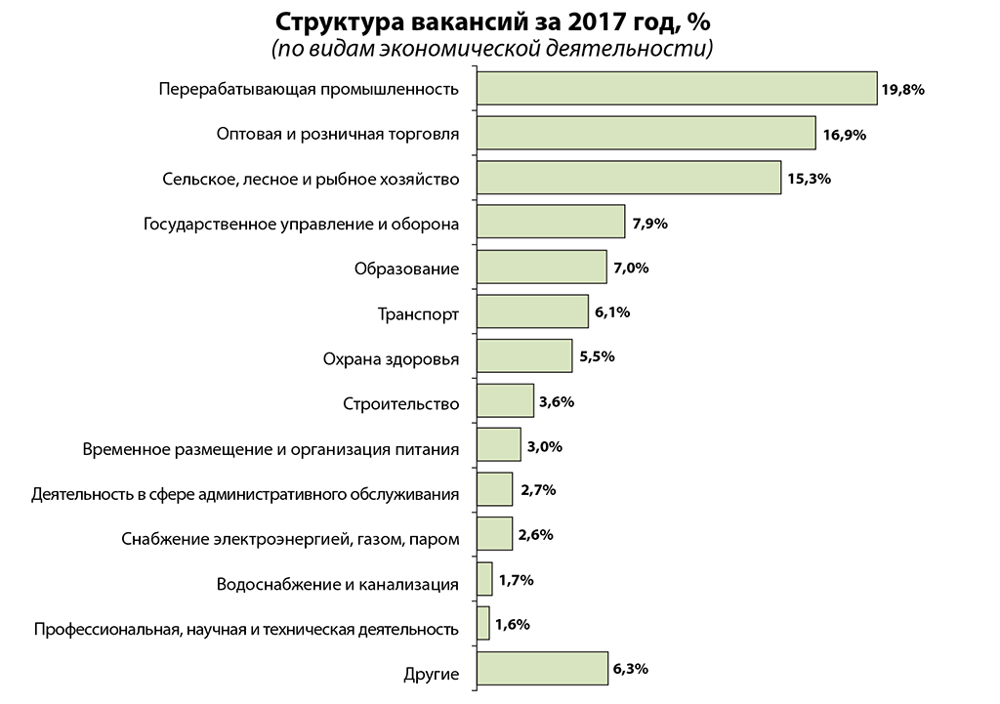 Структура вакансий за 2017 год, %
(по видам экономической деятельности)
Перерабатывающая промышленность 19,8%
Оптовая и розничная торговля 16,9%
Сельское, лесное и рыбное хозяйство 15,3%
Государственное управление и оборона 7,9%
Образование 7,0%
Транспорт 6,1%
Охрана здоровья 5,5%
Строительство 3,6%
Временное размещение и организация питания 3,0%
Деятельность в сфере административного обслуживания 2,7%
Снабжение электроэнергией, газом, паром 2,6%
Водоснабжение и канализация 1,7%
Профессиональная, научная и техническая деятельность 1,6%
Другие 6,3%